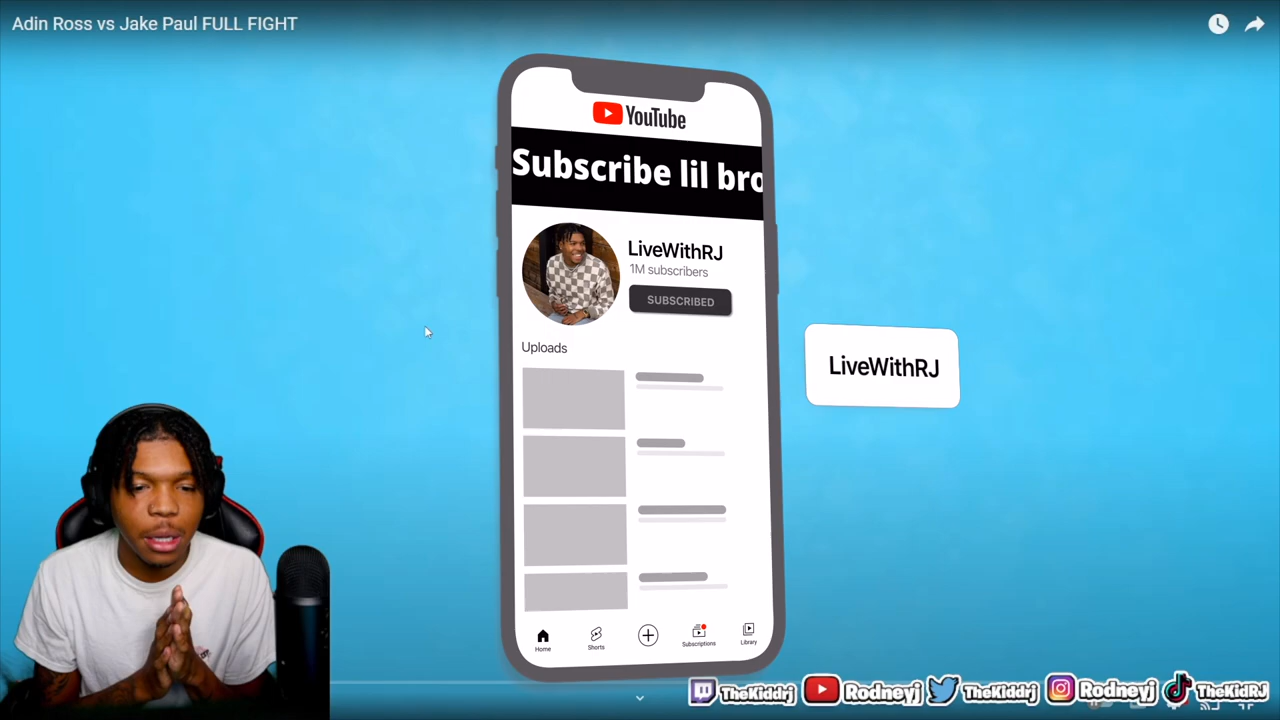 Adin Ross vs Jake Paul FULL FIGHT
YouTube
Subscribe lil bro
LiveWithRJ
1M subscribers
SUBSCRIBED
LiveWithRJ
Uploads
Home
Shorts
Subscriptions
Library
TheKiddrj
Rodneyj
TheKiddrj
Rodneyj
TheKidRJ